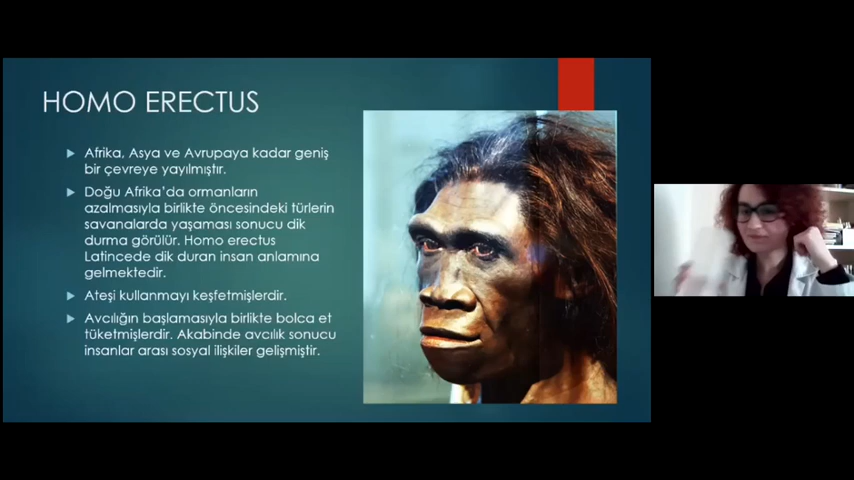 HOMO ERECTUS
Afrika, Asya ve Avrupaya kadar geniş
bir çevreye yayılmıştır.
Doğu Afrika'da ormanların
azalmasıyla birlikte öncesindeki türlerin
savanalarda yaşaması sonucu dik
durma görülür. Homo erectus
Latincede dik duran insan anlamına
gelmektedir.
Ateşi kullanmayı keşfetmişlerdir.
Avcılığın başlamasıyla birlikte bolca et
tüketmişlerdir. Akabinde avcılık sonucu
insanlar arası sosyal ilişkiler gelişmiştir.